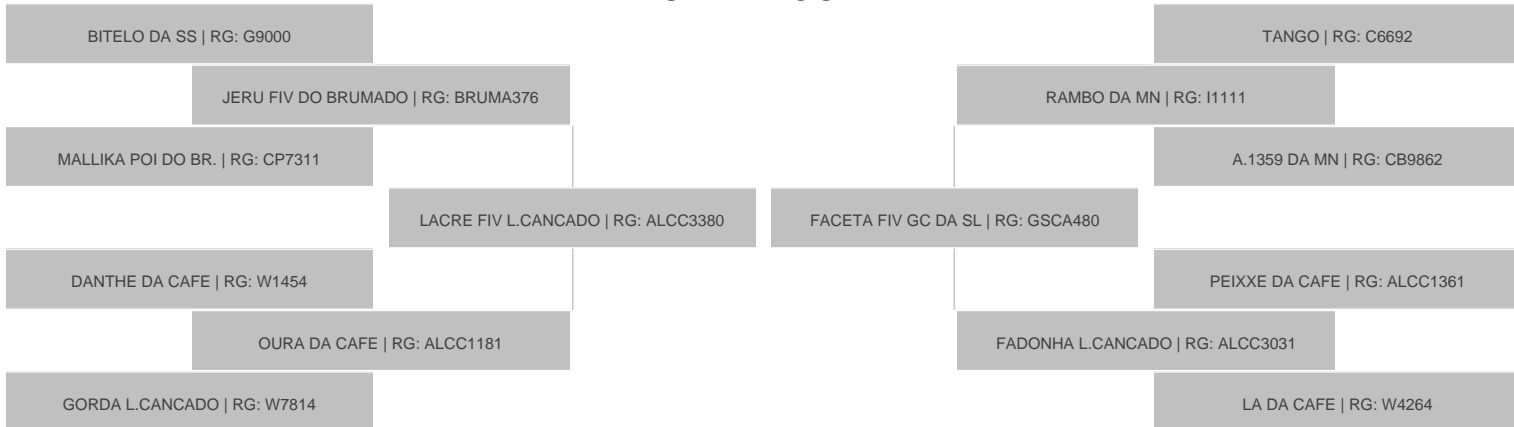 BITELO DA SS | RG: G9000
TANGO | RG: C6692
JERU FIV DO BRUMADO | RG: BRUMA376
RAMBO DA MN | RG: I1111
MALLIKA POI DO BR. | RG: CP7311
A.1359 DA MN | RG: CB9862
LACRE FIV L.CANCADO | RG: ALCC3380
FACETA FIV GC DA SL | RG: GSCA480
DANTHE DA CAFE | RG: W1454
PEIXXE DA CAFE | RG: ALCC1361
OURA DA CAFE | RG: ALCC1181
FADONHA L.CANCADO | RG: ALCC3031
GORDA L.CANCADO | RG: W7814
LA DA CAFE | RG: W4264